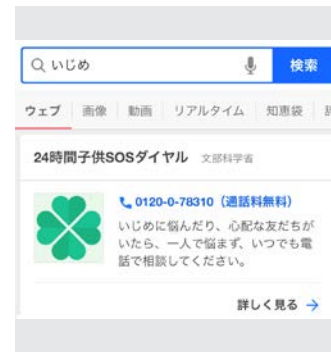 いじめ
検索
ウェブ 画像 動画 リアルタイム 知恵袋
24時間子供SOSダイヤル 文部科学省
0120-0-78310（通話料無料）
いじめに悩んだり、心配な友だちが
いたら、一人で悩まず、いつでも電
話で相談してください。
詳しく見る →